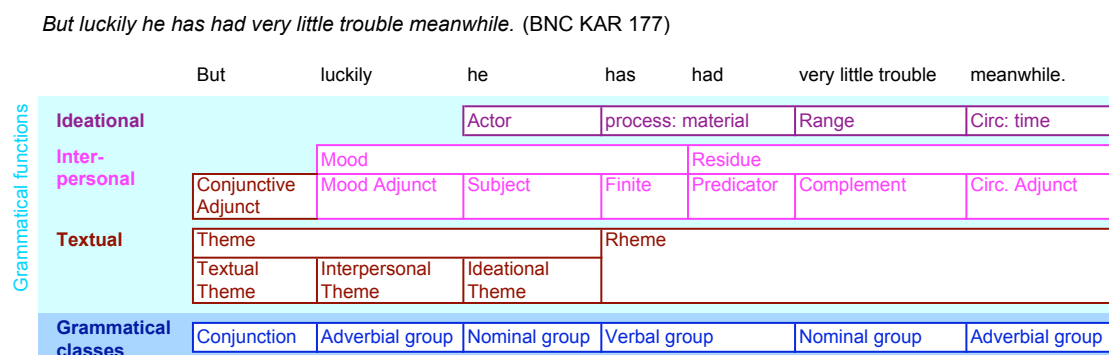 But luckily he has had very little trouble meanwhile. (BNC KAR 177)
But luckily he has had very little trouble meanwhile.
Grammatical functions
Ideational Actor process: material Range Circ: time
Inter-
personal
Mood Residue
Conjunctive
Adjunct
Mood Adjunct Subject Finite Predicator Complement Circ. Adjunct
Textual Theme Rheme
Textual
Theme
Interpersonal
Theme
Ideational
Theme
Grammatical
classes
Conjunction Adverbial group Nominal group Verbal group Nominal group Adverbial group